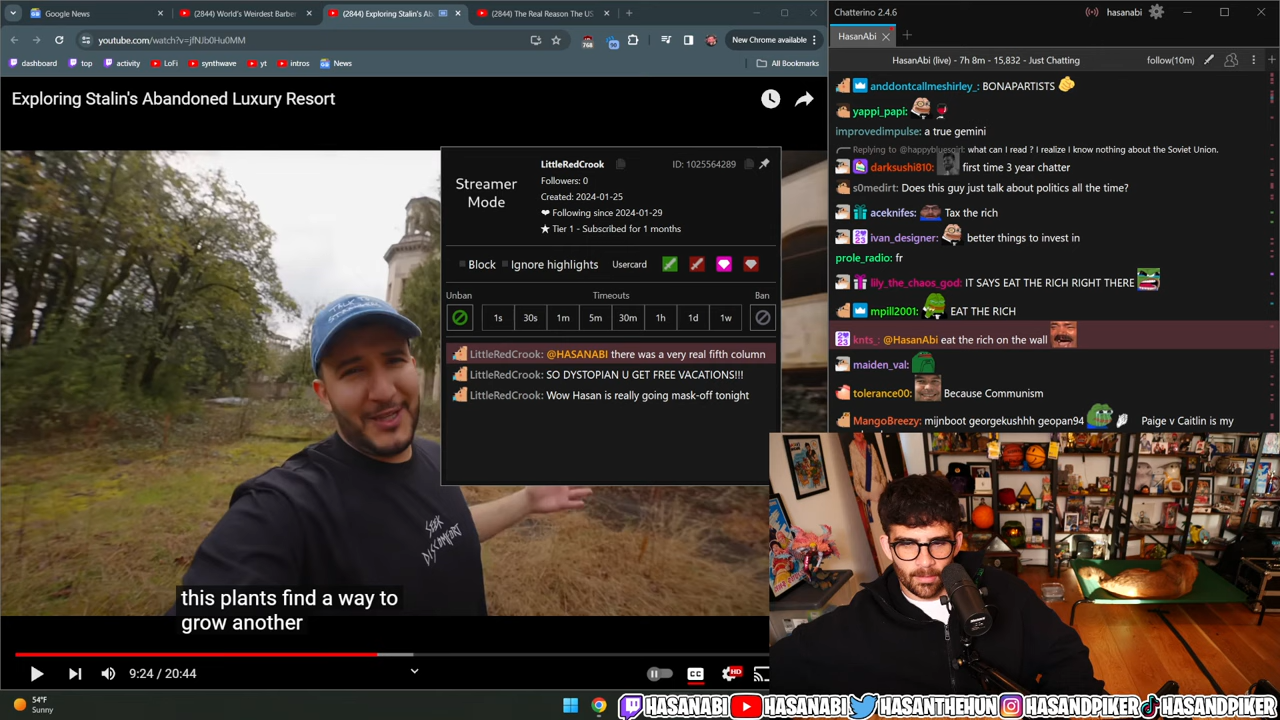 Google News
(2844) World's Weirdest Barbe
(2844) Exploring Stalin's Ab
(2844) The Real Reason The US
Chatterino 2.4.6
hasanabi
youtube.com/watch?v=jfNJb0Hu0MM
768
90
New Chrome available
HasanAbi
dashboard
top
activity
LoFi
synthwave
yt
intros
News
All Bookmarks
HasanAbi (live) - 7h 8m - 15,832 - Just Chatting
follow(10m)
Exploring Stalin's Abandoned Luxury Resort
anddontcallmeshirley_: BONAPARTISTS
yappi_papi:
improvedimpulse: a true gemini
Replying to @happybluesgirl: what can I read ? I realize I know nothing about the Soviet Union.
darksushi810: first time 3 year chatter
s0medirt: Does this guy just talk about politics all the time?
aceknifes: Tax the rich
ivan_designer: better things to invest in
prole_radio: fr
lily_the_chaos_god: IT SAYS EAT THE RICH RIGHT THERE
mpill2001: EAT THE RICH
knts_: @HasanAbi eat the rich on the wall
maiden_val:
tolerance00: Because Communism
MangoBreezy: mijnboot georgekushhh geopan94 Paige v Caitlin is my
Streamer
Mode
LittleRedCrook
ID: 1025564289
Followers: 0
Created: 2024-01-25
❤ Following since 2024-01-29
★ Tier 1 - Subscribed for 1 months
Block
Ignore highlights
Usercard
Unban
Timeouts
Ban
1s
30s
1m
5m
30m
1h
1d
1w
LittleRedCrook: @HASANABI there was a very real fifth column
LittleRedCrook: SO DYSTOPIAN U GET FREE VACATIONS!!!
LittleRedCrook: Wow Hasan is really going mask-off tonight
SEEK
DISCOMFORT
this plants find a way to
grow another
9:24 / 20:44
CC
HD
54°F
Sunny
HASANABI
HASANABI
HASANTHEHUN
HASANDPIKER
HASANDPIKER